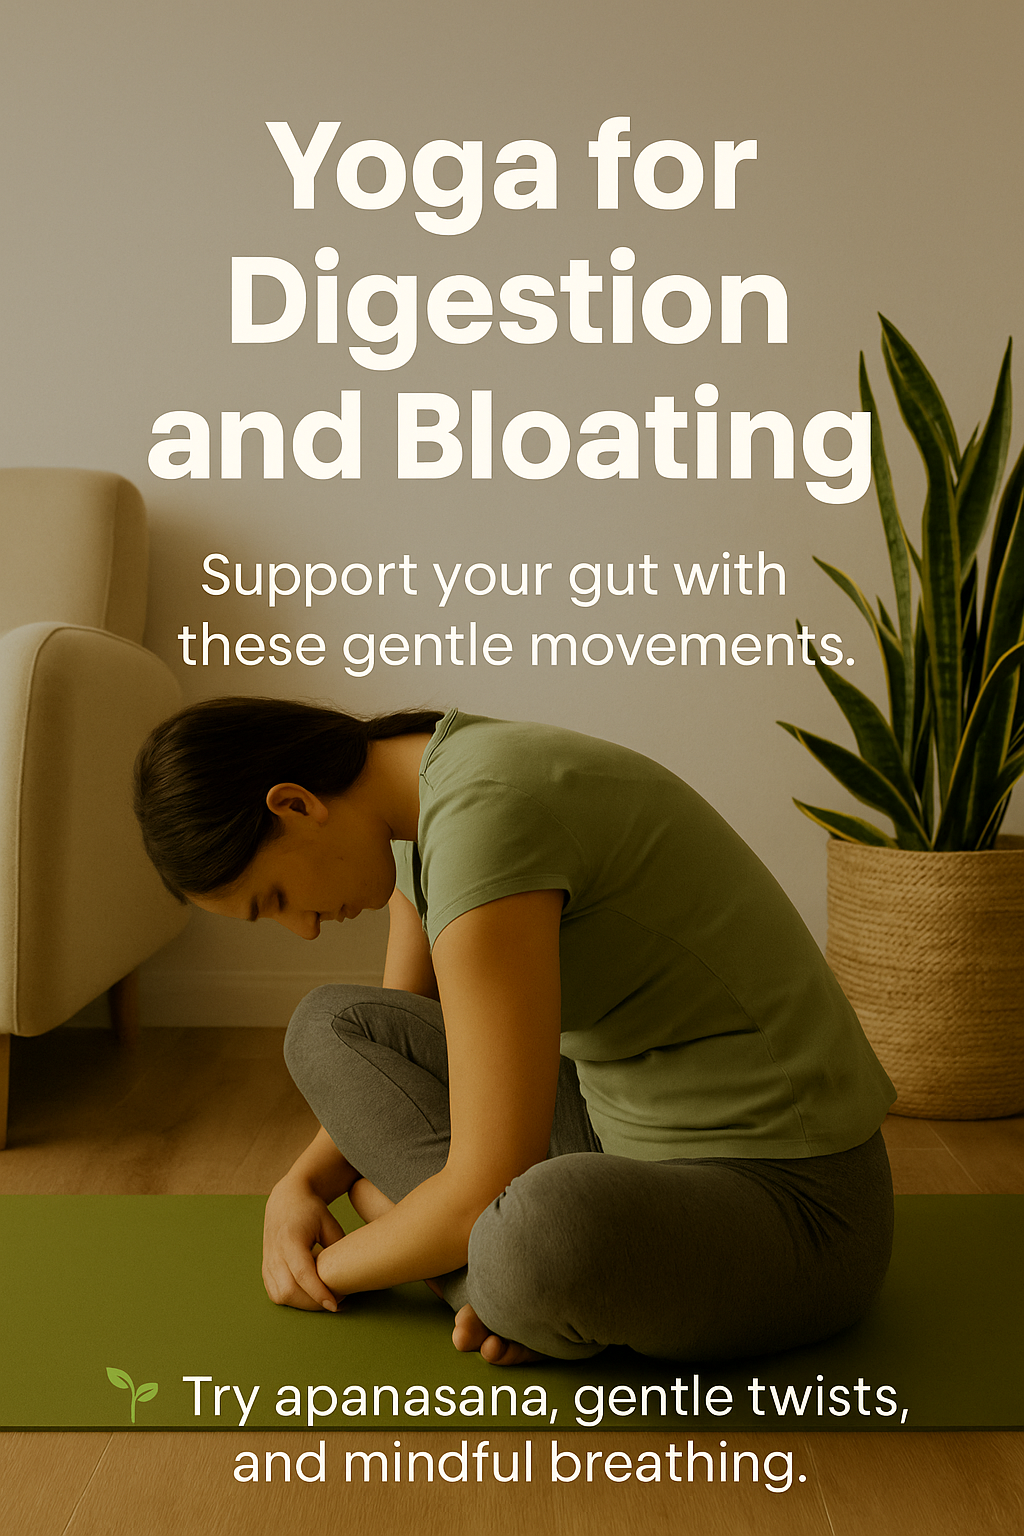 Yoga for
Digestion
and Bloating
Support your gut with
these gentle movements.
Try apanasana, gentle twists,
and mindful breathing.